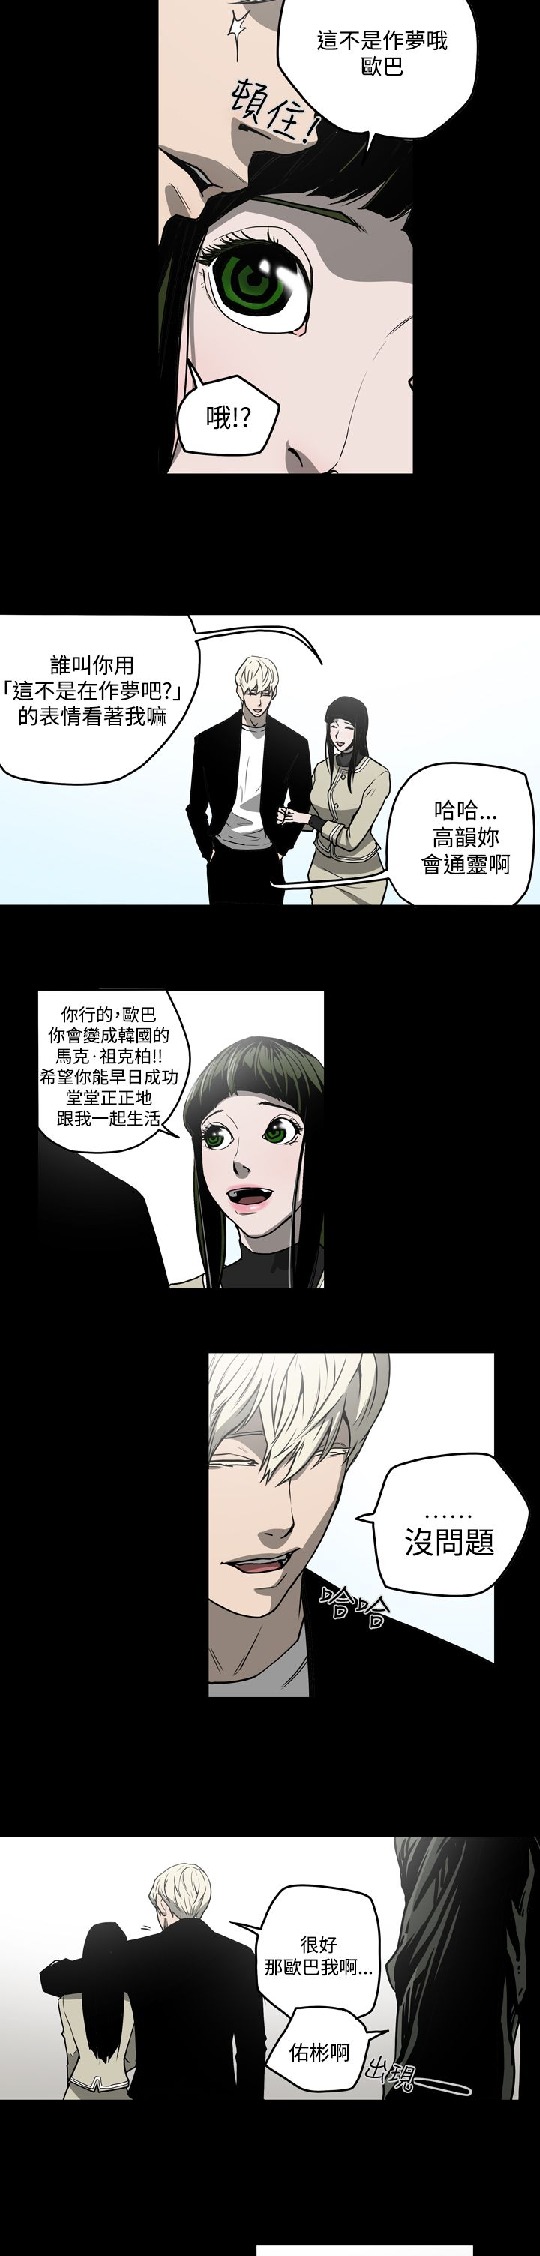 這不是作夢哦
歐巴
頓住!
哦!?
誰叫你用
「這不是在作夢吧?」
的表情看著我嘛
哈哈...
高韻妳
會通靈啊
你行的,歐巴
你會變成韓國的
馬克·祖克柏!!
希望你能早日成功
堂堂正正地
跟我一起生活
......
沒問題
哈哈
很好
那歐巴我啊...
佑彬啊
出現